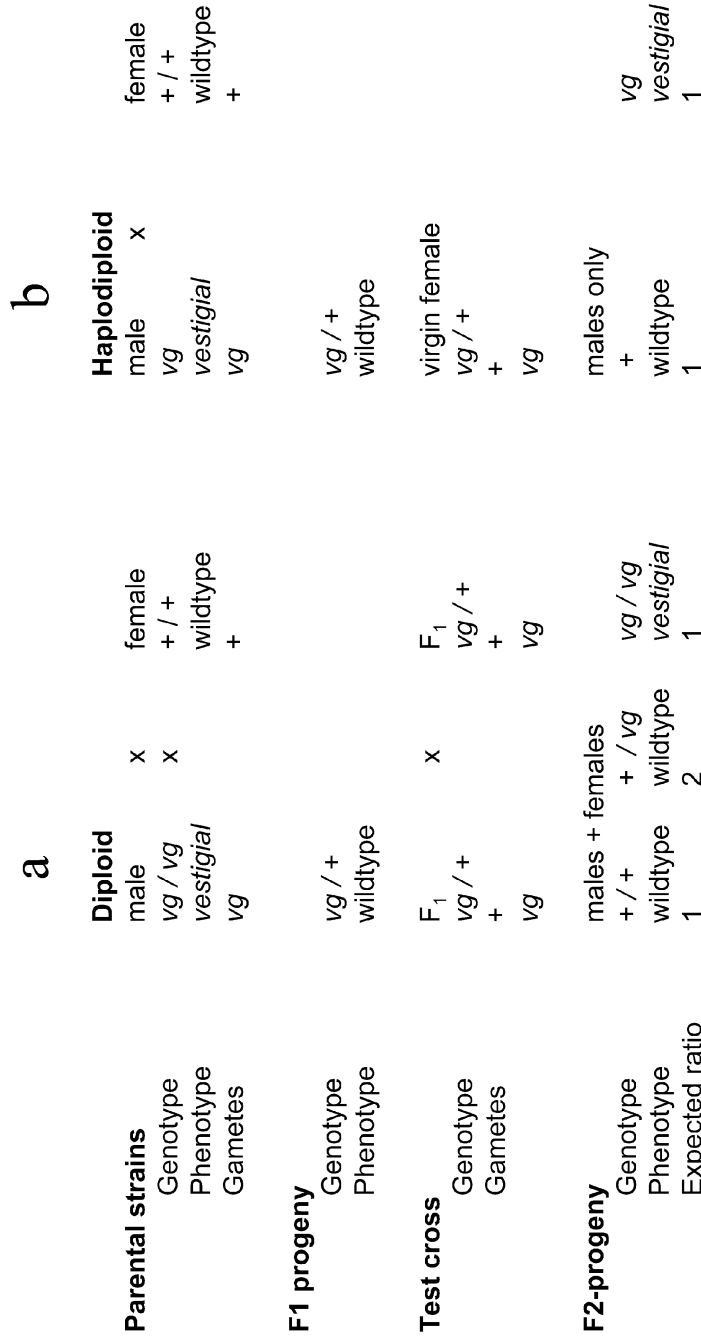 a b
Diploid Haplodiploid
Parental strains male x female male x female
Genotype vg / vg x + / + vg + / +
Phenotype vestigial wildtype vestigial wildtype
Gametes vg + vg +
F1 progeny
Genotype vg / + vg / +
Phenotype wildtype wildtype
Test cross F1 x F1 virgin female
Genotype vg / + vg / + vg / +
Gametes + + +
vg vg vg
F2-progeny males + females males only
Genotype + / + + / vg vg / vg + vg
Phenotype wildtype wildtype vestigial wildtype vestigial
Expected ratio 1 2 1 1 1